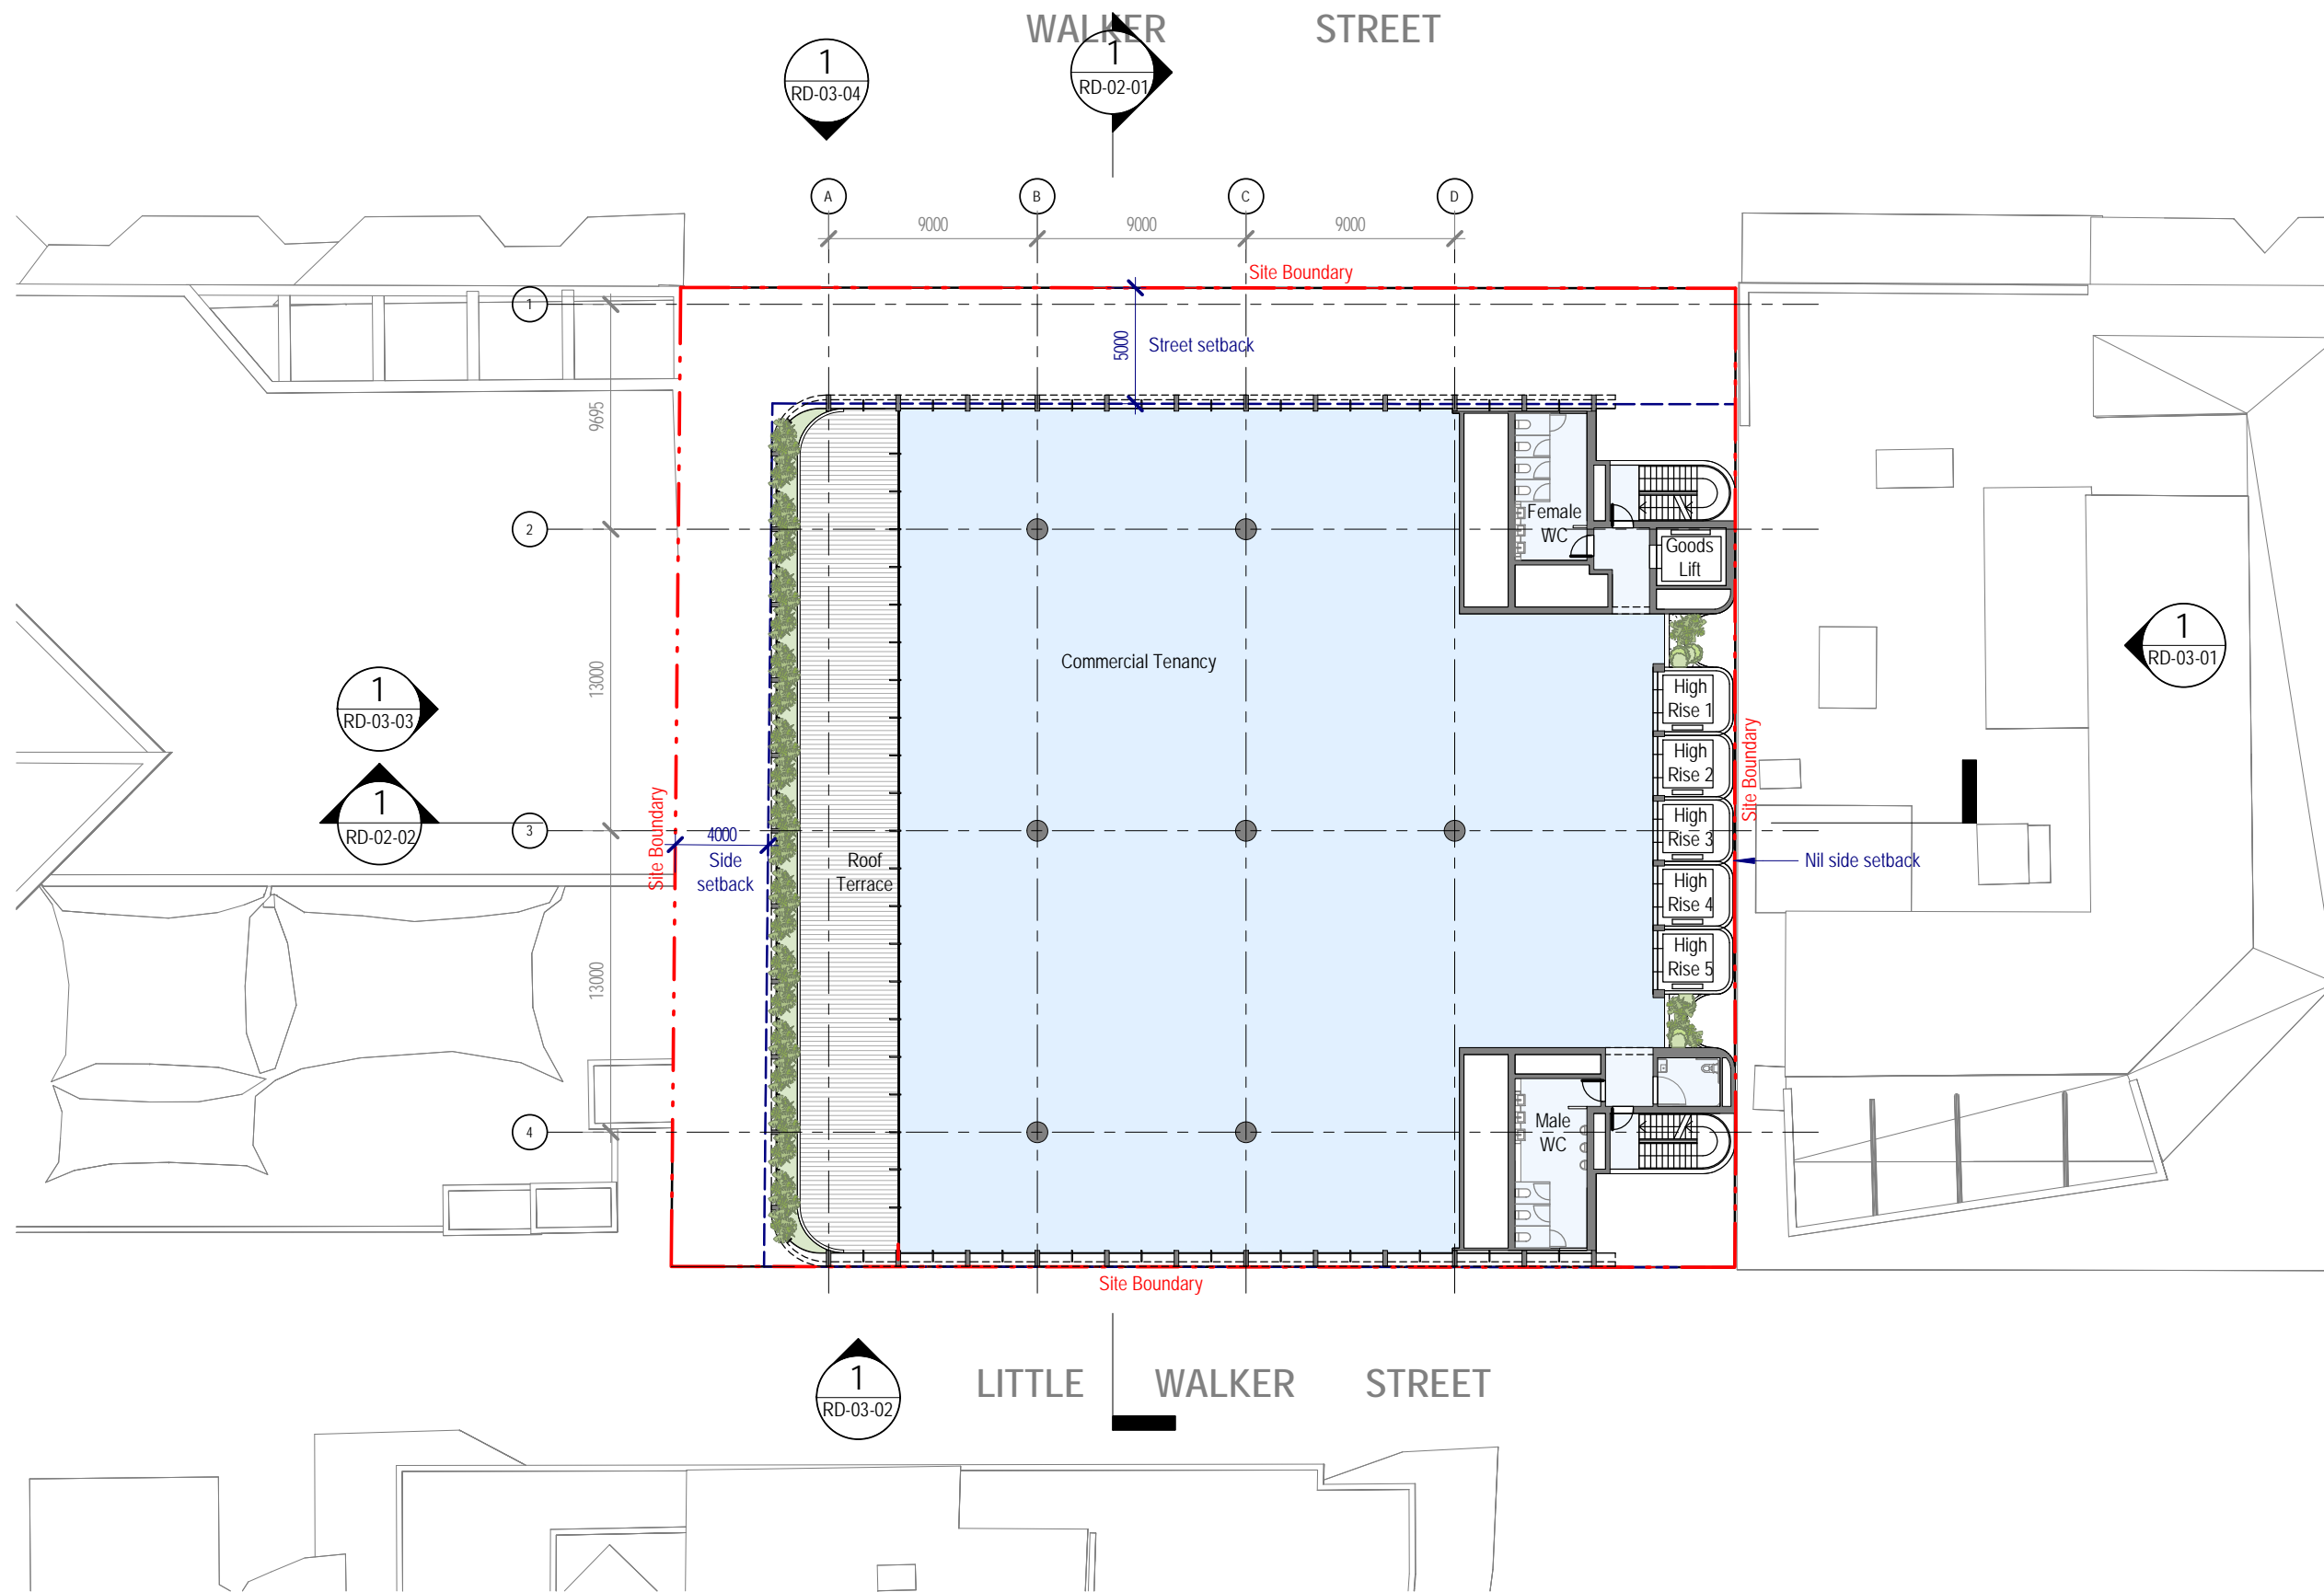 WALKER STREET
1
RD-03-04
1
RD-02-01
A
B
C
D
9000
9000
9000
Site Boundary
1
5000
Street setback
9695
2
Female
WC
Goods
Lift
1
RD-03-01
13000
Commercial Tenancy
1
RD-03-03
High
Rise 1
High
Rise 2
Site Boundary
1
RD-02-02
3
Site Boundary
4000
Side
setback
Roof
Terrace
High
Rise 3
Nil side setback
High
Rise 4
High
Rise 5
13000
4
Male
WC
Site Boundary
1
RD-03-02
LITTLE WALKER STREET